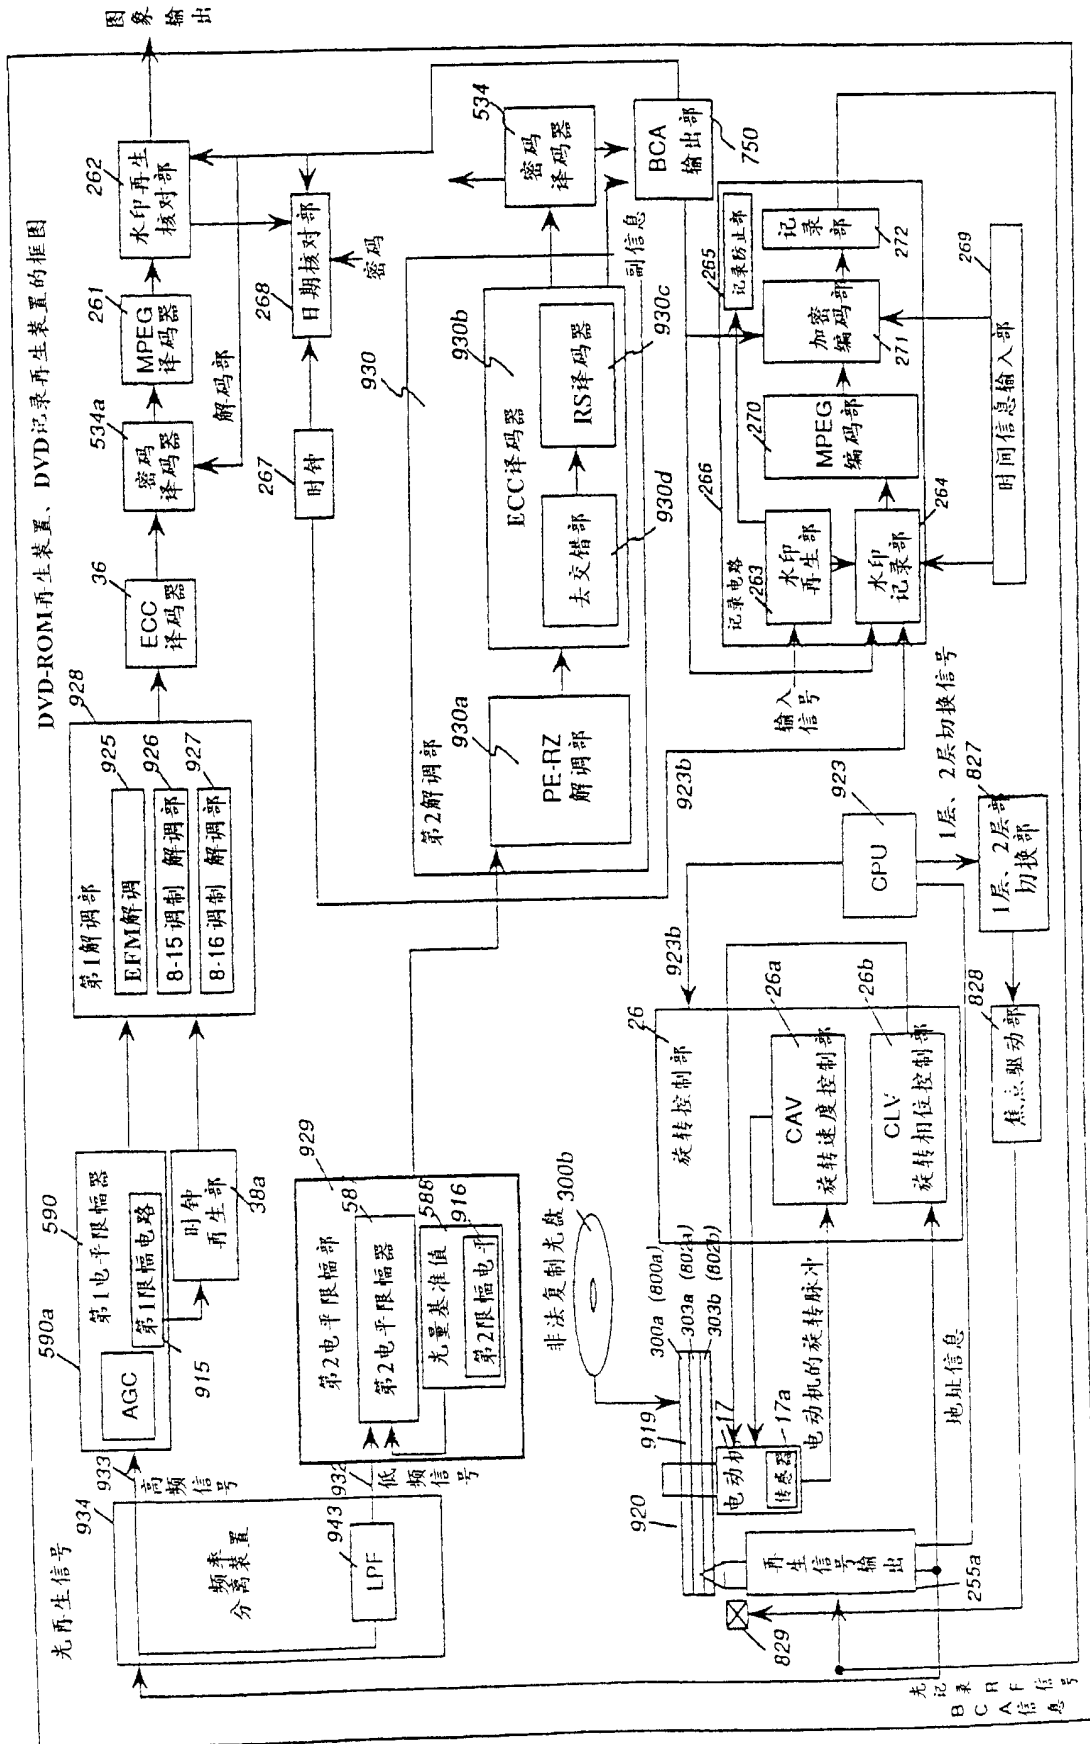 DVD-ROM再生装置、DVD记录再生装置的框图
光再生信号
934
频率
分离装置
943
LPF
933
高频信号
932
低频信号
590a
590
第1电平限幅器
AGC
第1限幅电路
915
时钟
再生部
38a
929
第2电平限幅部
587
第2电平限幅器
588
光量基准值
916
第2限幅电平
928
第1解调部
925
EFM解调
926
8-15调制 解调部
927
8-16调制 解调部
36
ECC
译码器
534a
密码
译码器
解码部
261
MPEG
译码器
262
水印再生
核对部
图象输出
267
时钟
268
日期核对部
密码
930
第2解调部
930a
PE-RZ
解调部
930b
ECC译码器
930d
去交错部
930c
RS译码器
副信息
534
密码
译码器
BCA
输出部
750
266
记录电路
263
水印
再生部
水印
记录部
264
265
记录防止部
270
MPEG
编码部
加密
编码部
271
记录部
272
269
时间信息输入部
输入
信号
923b
300b
非法复制光盘
300a (800a)
303a (802a)
303b (802b)
919
920
17
电动机
17a
传感器
电动机的旋转脉冲
829
再生
信号
输出
255a
地址信息
26
旋转控制部
26a
CAV
旋转速度控制部
26b
CLV
旋转相位控制部
923b
923
CPU
1层、2层切换信号
827
1层、2层部
切换部
828
焦点驱动部
光记录RF信号
BCA信息